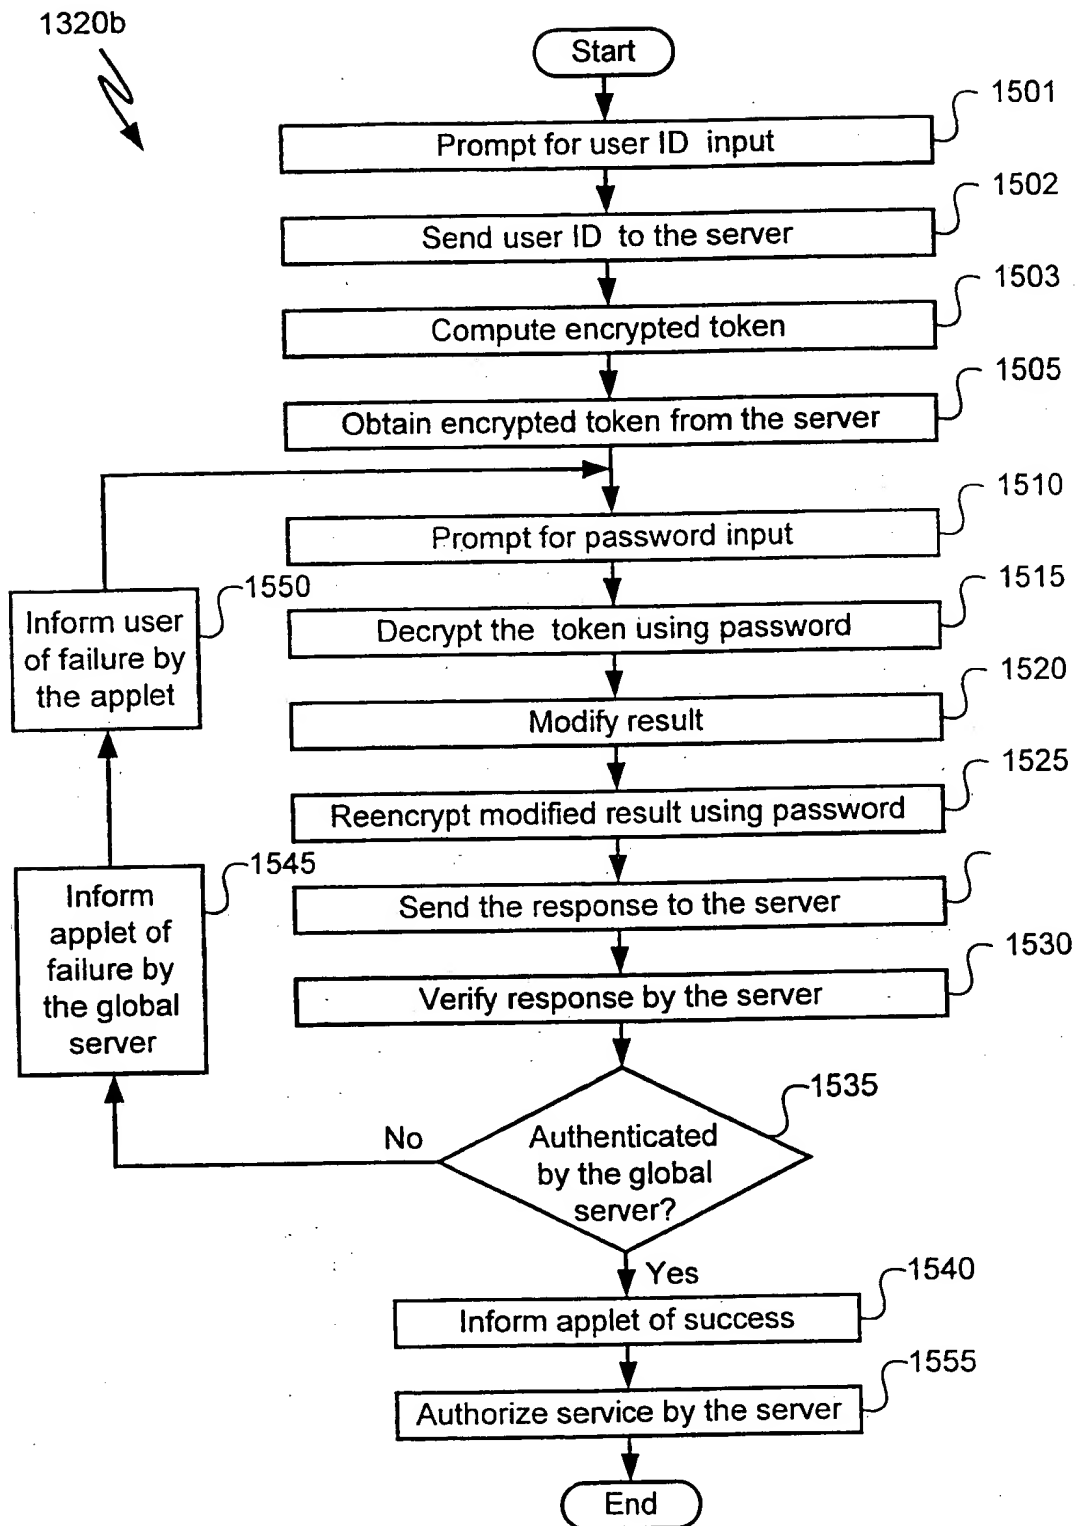 1320b
Start
1501
Prompt for user ID input
1502
Send user ID to the server
1503
Compute encrypted token
1505
Obtain encrypted token from the server
1510
Prompt for password input
1515
Decrypt the token using password
1520
Modify result
1525
Reencrypt modified result using password
Send the response to the server
1530
Verify response by the server
1535
Authenticated
by the global
server?
No
1545
Inform
applet of
failure by
the global
server
1550
Inform user
of failure by
the applet
Yes
1540
Inform applet of success
1555
Authorize service by the server
End